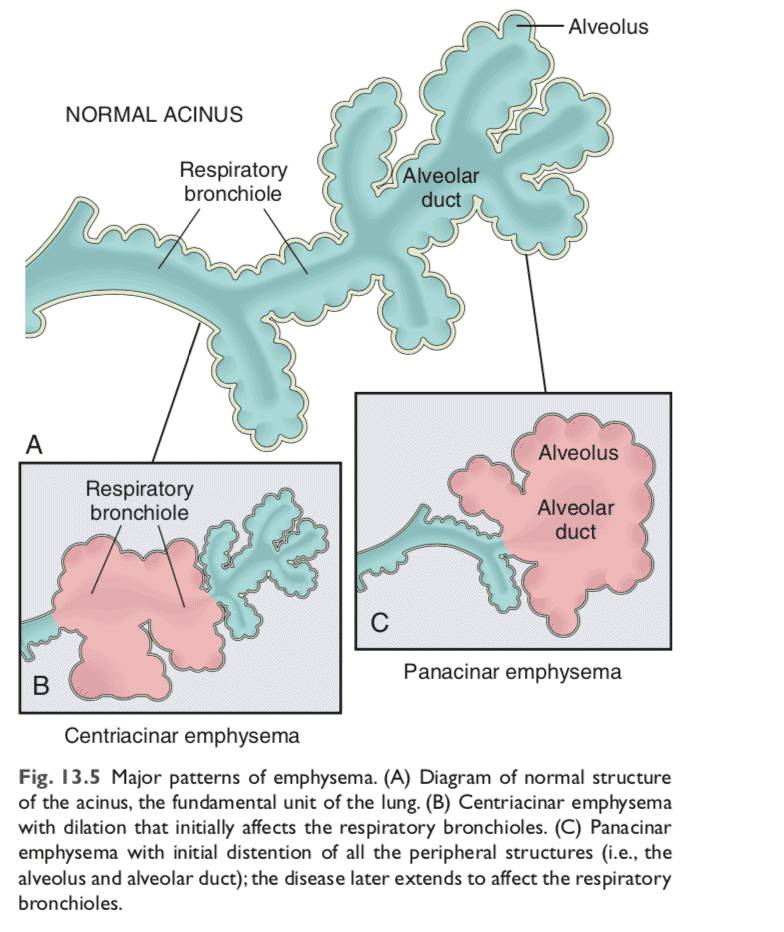 Alveolus
NORMAL ACINUS
Respiratory
bronchiole
Alveolar
duct
A
Respiratory
bronchiole
B
Centriacinar emphysema
Alveolus
Alveolar
duct
C
Panacinar emphysema
Fig. 13.5 Major patterns of emphysema. (A) Diagram of normal structure
of the acinus, the fundamental unit of the lung. (B) Centriacinar emphysema
with dilation that initially affects the respiratory bronchioles. (C) Panacinar
emphysema with initial distention of all the peripheral structures (i.e., the
alveolus and alveolar duct); the disease later extends to affect the respiratory
bronchioles.